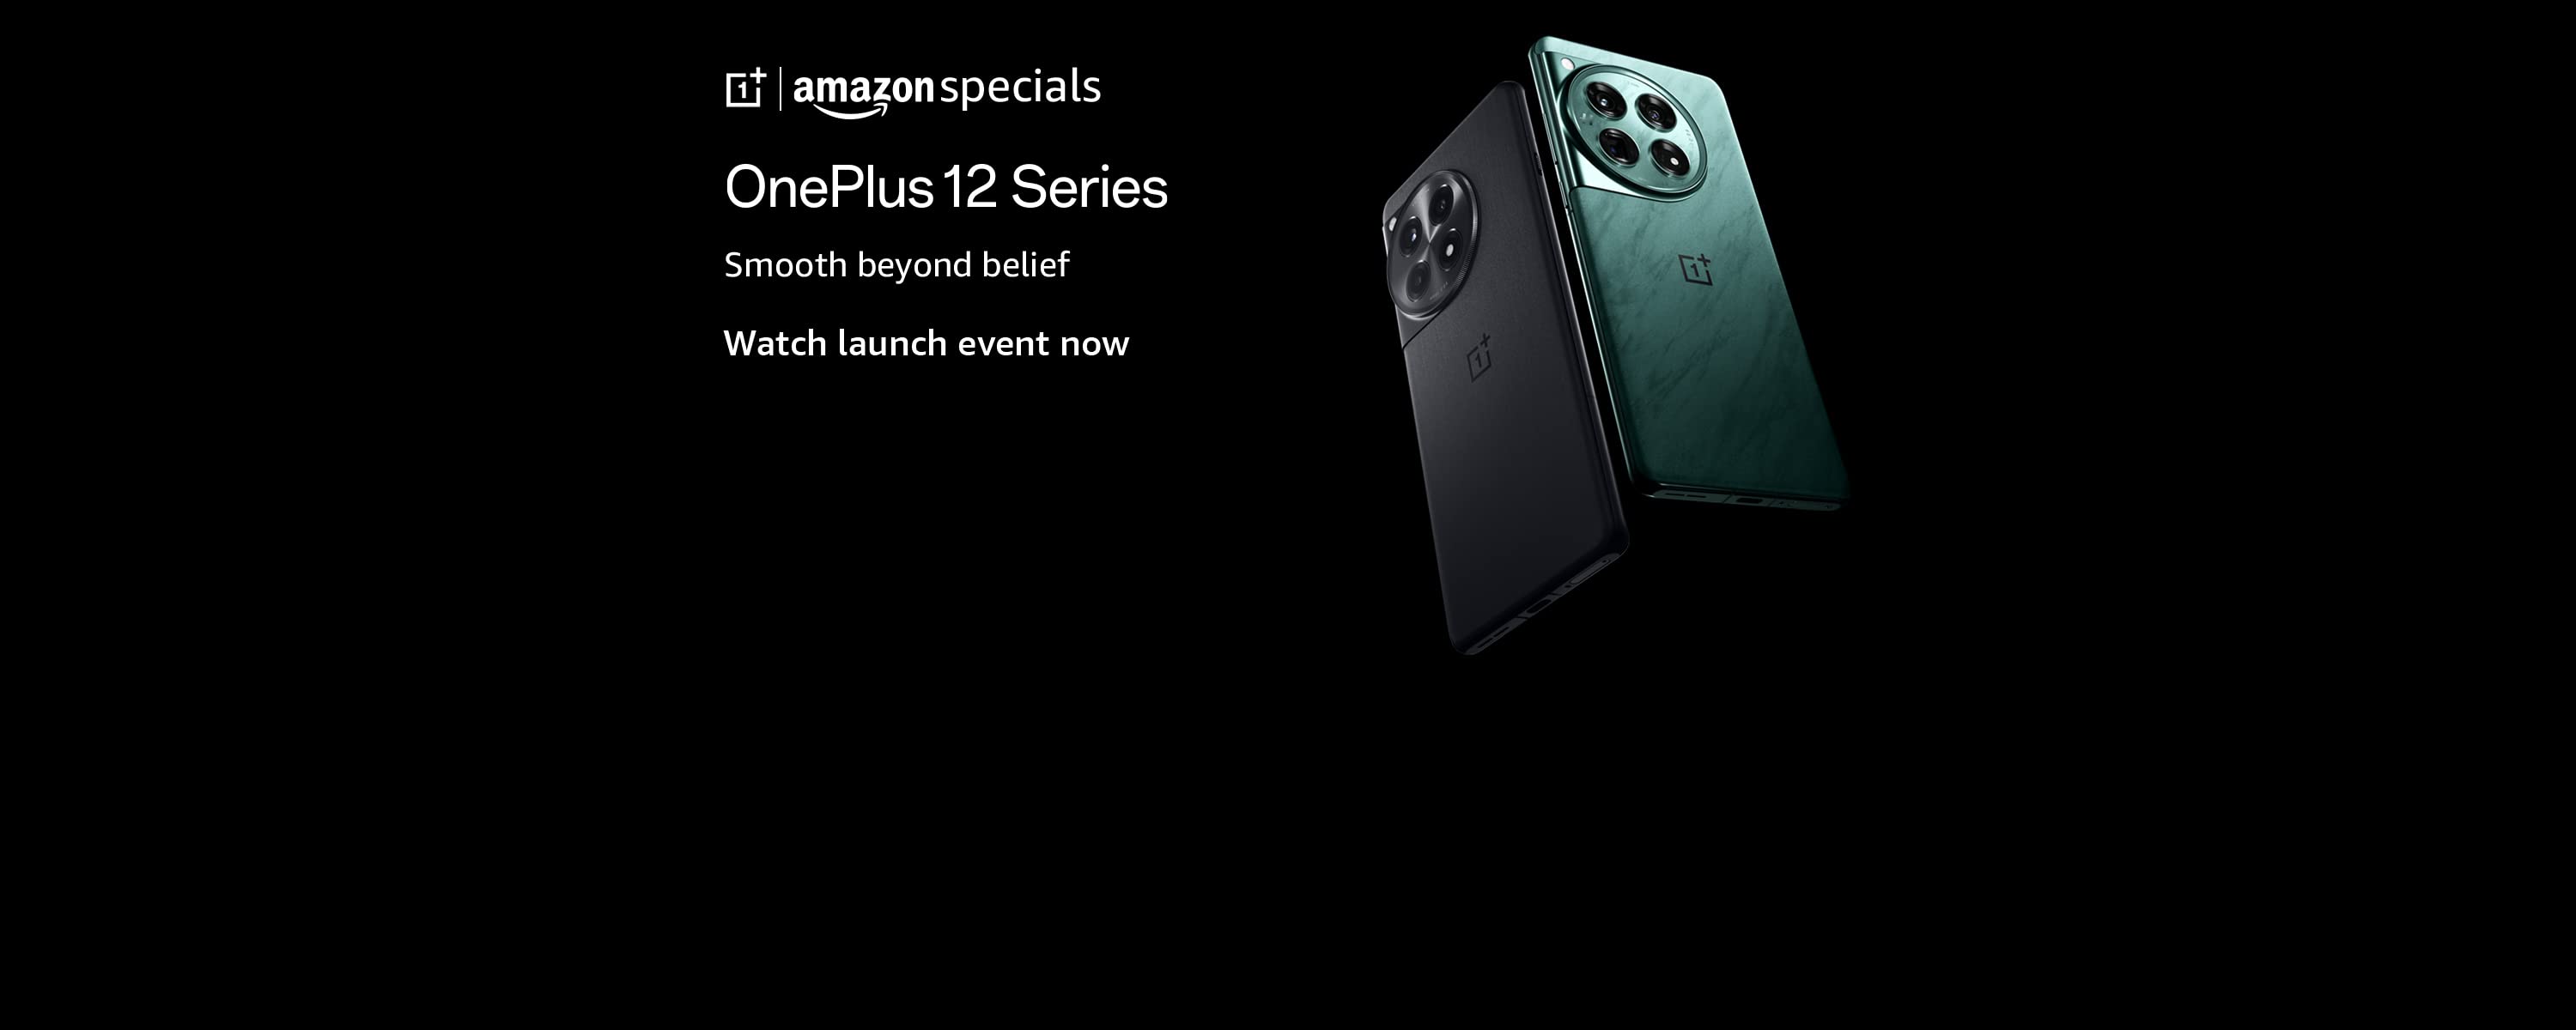 amazon specials
OnePlus 12 Series
Smooth beyond belief
Watch launch event now